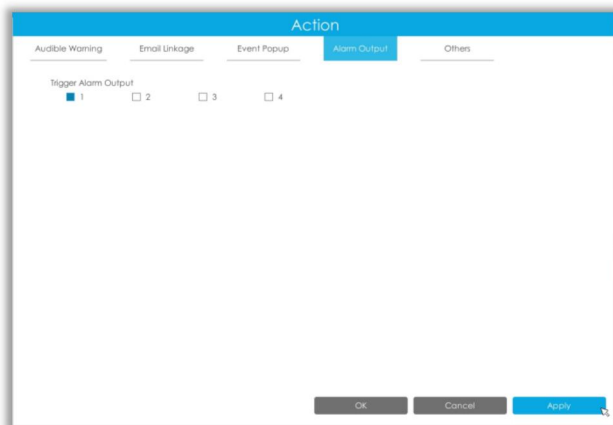 Action
Audible Warning Email Linkage Event Popup Alarm Output Others
Trigger Alarm Output
1 2 3 4
OK Cancel Apply